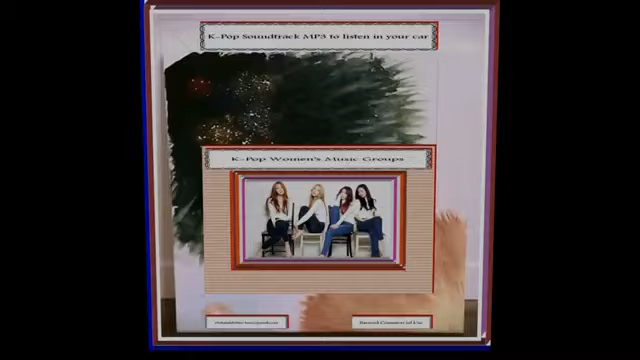 K-Pop Soundtrack MP3 to listen in your car
K-Pop Women's Music Groups